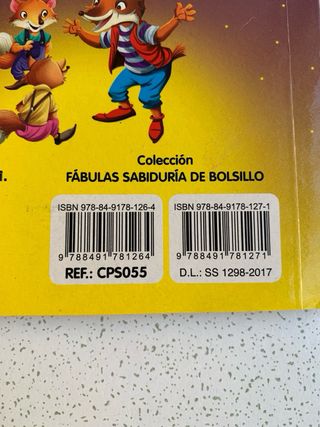 i.
Colección
FÁBULAS SABIDURÍA DE BOLSILLO
ISBN 978-84-9178-126-4
9 788491 781264
REF.: CPS055
ISBN 978-84-9178-127-1
9 788491 781271
D.L.: SS 1298-2017